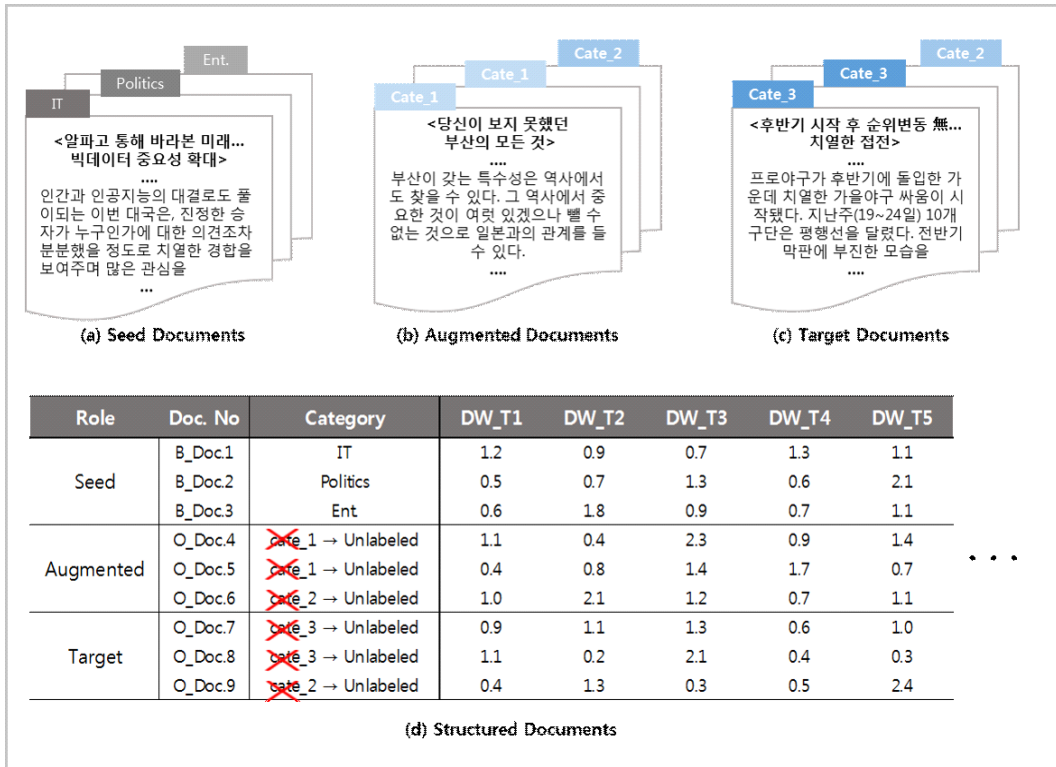 Ent.
Politics
IT
<알파고 통해 바라본 미래...
빅데이터 중요성 확대>
....
인간과 인공지능의 대결로도 풀
이되는 이번 대국은, 진정한 승
자가 누구인가에 대한 의견조차
분분했을 정도로 치열한 경합을
보여주며 많은 관심을
...
(a) Seed Documents
Cate_2
Cate_1
Cate_1
<당신이 보지 못했던
부산의 모든 것>
....
부산이 갖는 특수성은 역사에서
도 찾을 수 있다. 그 역사에서 중
요한 것이 여럿 있겠으나 뺄 수
없는 것으로 일본과의 관계를 들
수 있다.
....
(b) Augmented Documents
Cate_2
Cate_3
Cate_3
<후반기 시작 후 순위변동 無...
치열한 접전>
....
프로야구가 후반기에 돌입한 가
운데 치열한 가을야구 싸움이 시
작됐다. 지난주(19~24일) 10개
구단은 평행선을 달렸다. 전반기
막판에 부진한 모습을
....
(c) Target Documents
Role Doc. No Category DW_T1 DW_T2 DW_T3 DW_T4 DW_T5
Seed
B_Doc.1 IT 1.2 0.9 0.7 1.3 1.1
B_Doc.2 Politics 0.5 0.7 1.3 0.6 2.1
B_Doc.3 Ent. 0.6 1.8 0.9 0.7 1.1
Augmented
O_Doc.4 cate_1 → Unlabeled 1.1 0.4 2.3 0.9 1.4
O_Doc.5 cate_1 → Unlabeled 0.4 0.8 1.4 1.7 0.7
O_Doc.6 cate_2 → Unlabeled 1.0 2.1 1.2 0.7 1.1
Target
O_Doc.7 cate_3 → Unlabeled 0.9 1.1 1.3 0.6 1.0
O_Doc.8 cate_3 → Unlabeled 1.1 0.2 2.1 0.4 0.3
O_Doc.9 cate_2 → Unlabeled 0.4 1.3 0.3 0.5 2.4
. . .
(d) Structured Documents